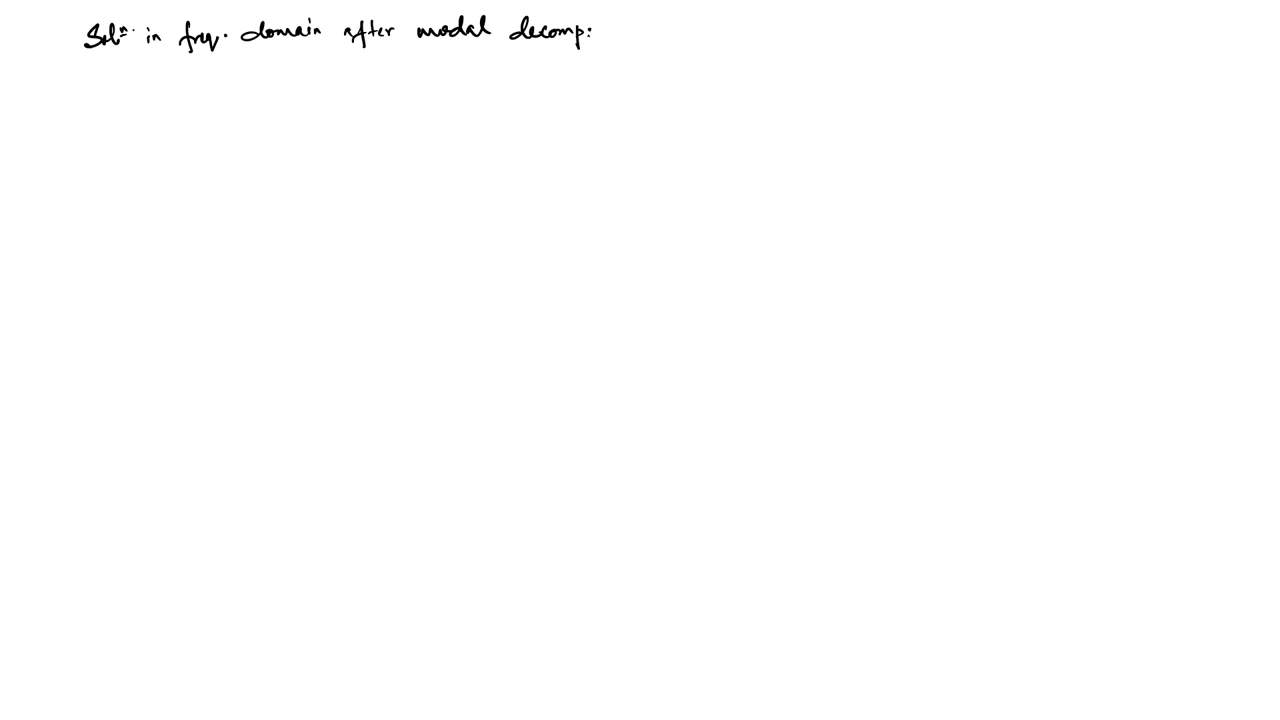 Solⁿ. in freq. domain after modal decomp: